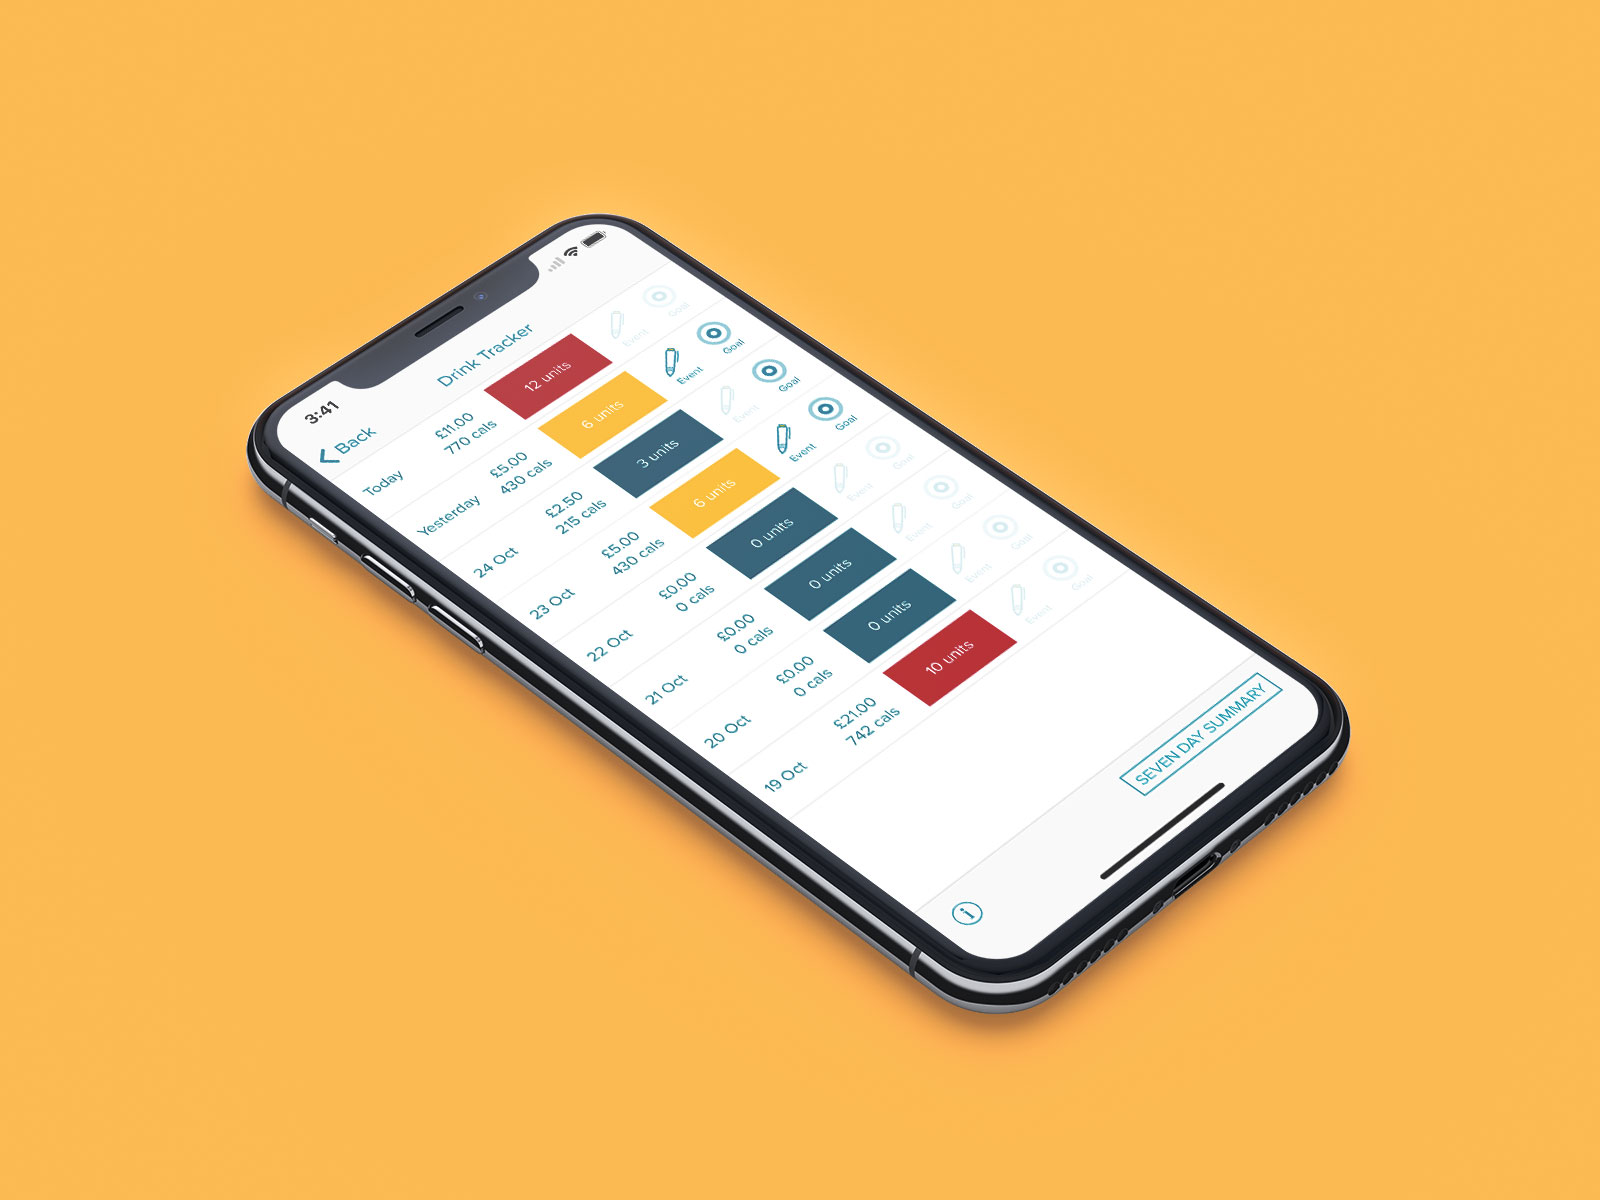 3:41
Back
Drink Tracker
Today
£11.00
770 cals
12 units
Event
Goal
Yesterday
£5.00
430 cals
6 units
Event
Goal
24 Oct
£2.50
215 cals
3 units
Event
Goal
23 Oct
£5.00
430 cals
6 units
Event
Goal
22 Oct
£0.00
0 cals
0 units
Event
Goal
21 Oct
£0.00
0 cals
0 units
Event
Goal
20 Oct
£0.00
0 cals
0 units
Event
Goal
19 Oct
£21.00
742 cals
10 units
Event
Goal
i
SEVEN DAY SUMMARY